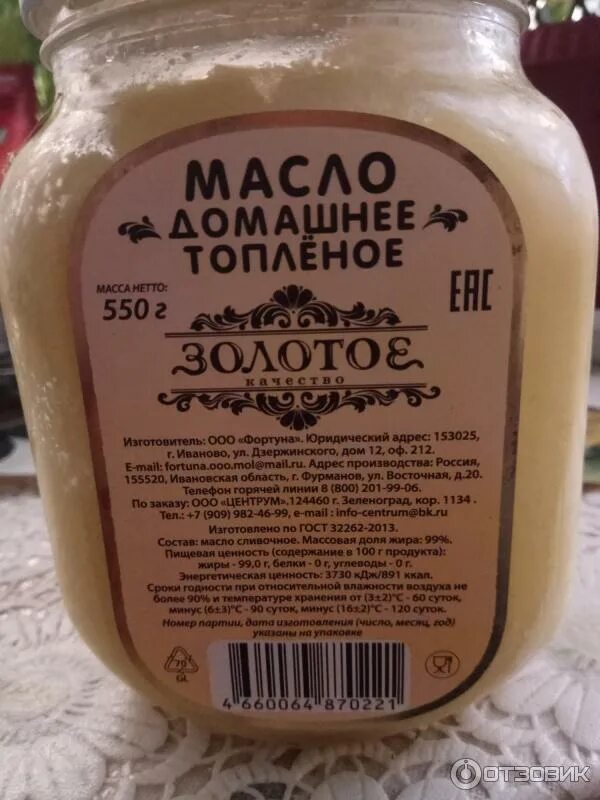 МАСЛО
ДОМАШНЕЕ
ТОПЛЁНОЕ
МАССА НЕТТО:
550 г
EAC
ЗОЛОТОЕ
качество
Изготовитель: ООО «Фортуна». Юридический адрес: 153025,
г. Иваново, ул. Дзержинского, дом 12, оф. 212.
E-mail: fortuna.ooo.mol@mail.ru. Адрес производства: Россия,
155520, Ивановская область, г. Фурманов, ул. Восточная, д.20.
Телефон горячей линии 8 (800) 201-99-06.
По заказу: ООО «ЦЕНТРУМ».124460 г. Зеленоград, кор. 1134 .
Тел.: +7 (909) 982-46-99, e-mail : info-centrum@bk.ru
Изготовлено по ГОСТ 32262-2013.
Состав: масло сливочное. Массовая доля жира: 99%.
Пищевая ценность (содержание в 100 г продукта):
жиры - 99,0 г, белки - 0 г, углеводы - 0 г.
Энергетическая ценность: 3730 кДж/891 ккал.
Сроки годности при относительной влажности воздуха не
более 90% и температуре хранения от (3±2)°С - 60 суток,
минус (6±3)°С - 90 суток, минус (16±2)°С - 120 суток.
Номер партии, дата изготовления (число, месяц, год)
указаны на упаковке
70
GL
4 660064 870221
ОТЗОВИК